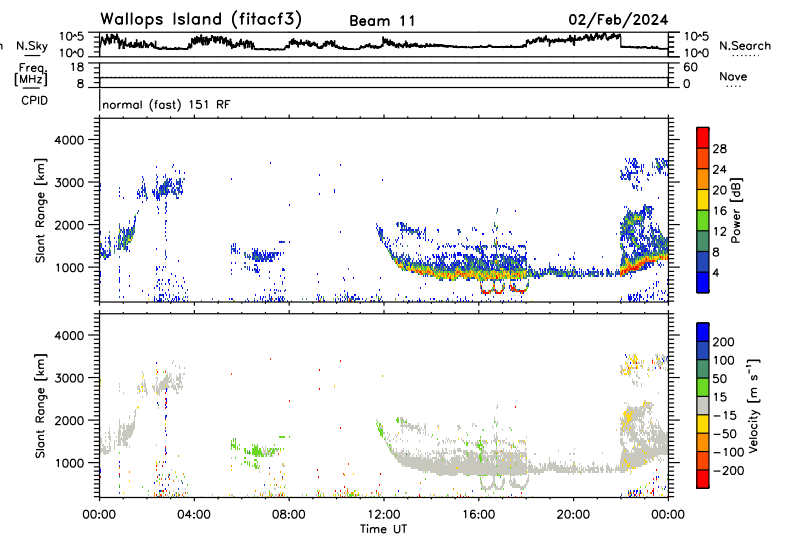 Wallops Island (fitacf3) Beam 11 02/Feb/2024
n N.Sky 10^5 10^0 10^5 10^0 N.Search
Freq. [MHz] 18 8 60 0 Nave
CPID normal (fast) 151 RF
Slant Range [km]
4000
3000
2000
1000
28
24
20
16
12
8
4
Power [dB]
Slant Range [km]
4000
3000
2000
1000
200
100
50
15
-15
-50
-100
-200
Velocity [m s⁻¹]
00:00 04:00 08:00 12:00 16:00 20:00 00:00
Time UT